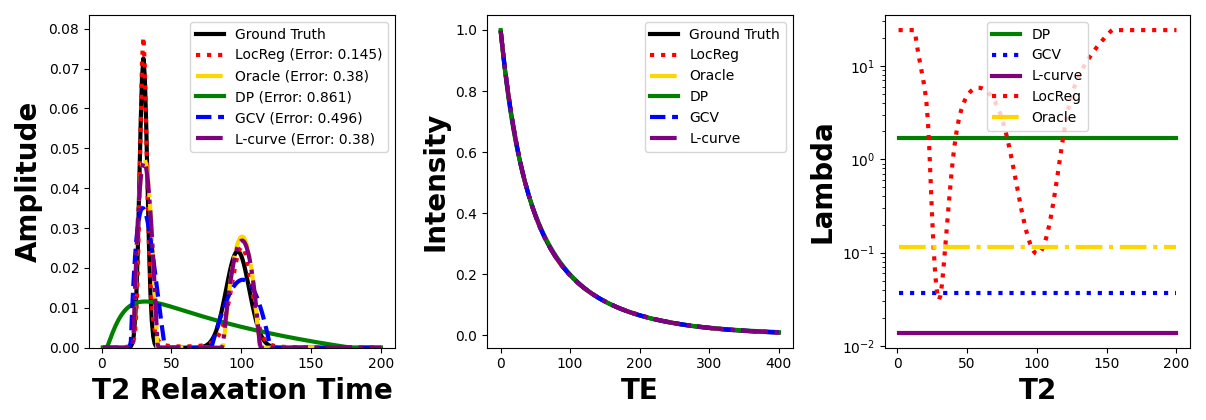 Amplitude
0.08
0.07
0.06
0.05
0.04
0.03
0.02
0.01
0.00
Ground Truth
LocReg (Error: 0.145)
Oracle (Error: 0.38)
DP (Error: 0.861)
GCV (Error: 0.496)
L-curve (Error: 0.38)
0 50 100 150 200
T2 Relaxation Time
Intensity
1.0
0.8
0.6
0.4
0.2
0.0
Ground Truth
LocReg
Oracle
DP
GCV
L-curve
0 100 200 300 400
TE
Lambda
10¹
10⁰
10⁻¹
10⁻²
DP
GCV
L-curve
LocReg
Oracle
0 50 100 150 200
T2